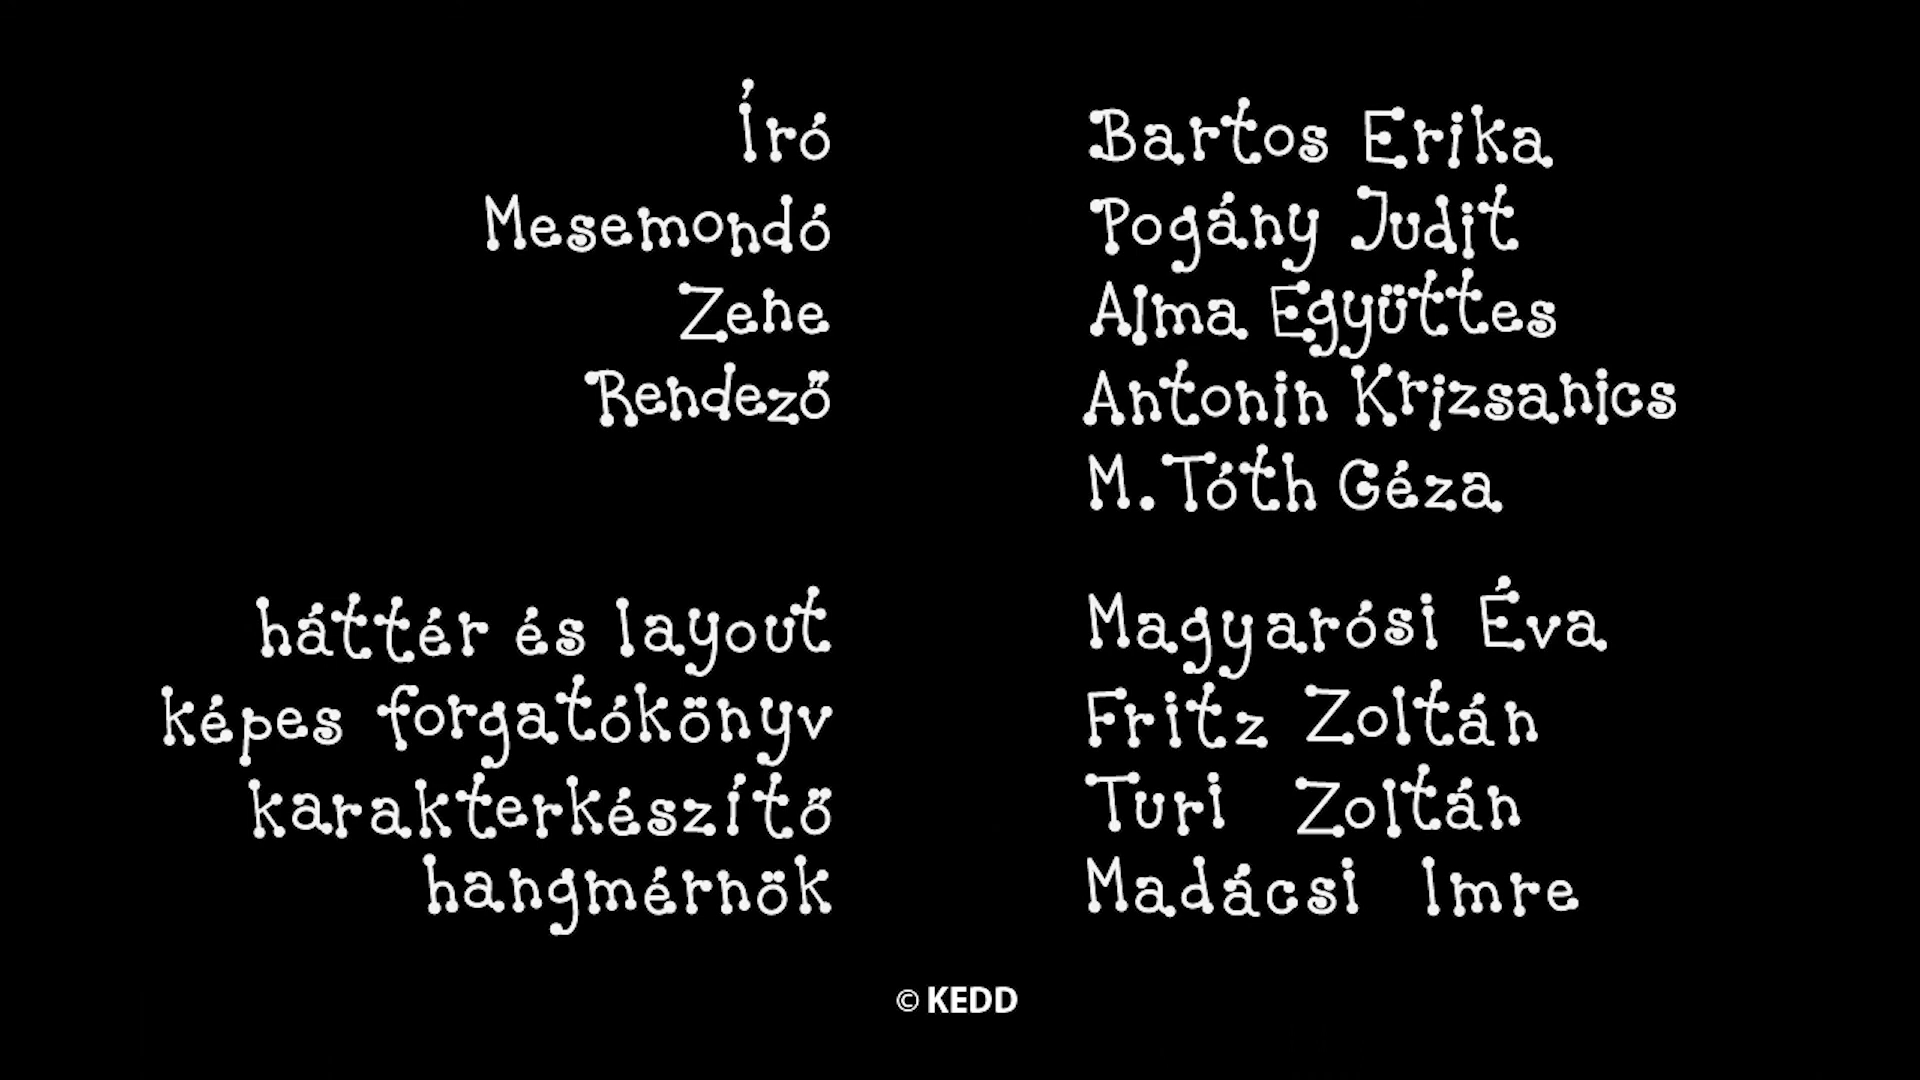 Író Bartos Erika
Mesemondó Pogány Judit
Zene Alma Együttes
Rendező Antonin Krizsanics
M. Tóth Géza
háttér és layout Magyarósi Éva
képes forgatókönyv Fritz Zoltán
karakterkészítő Turi Zoltán
hangmérnök Madácsi Imre
© KEDD